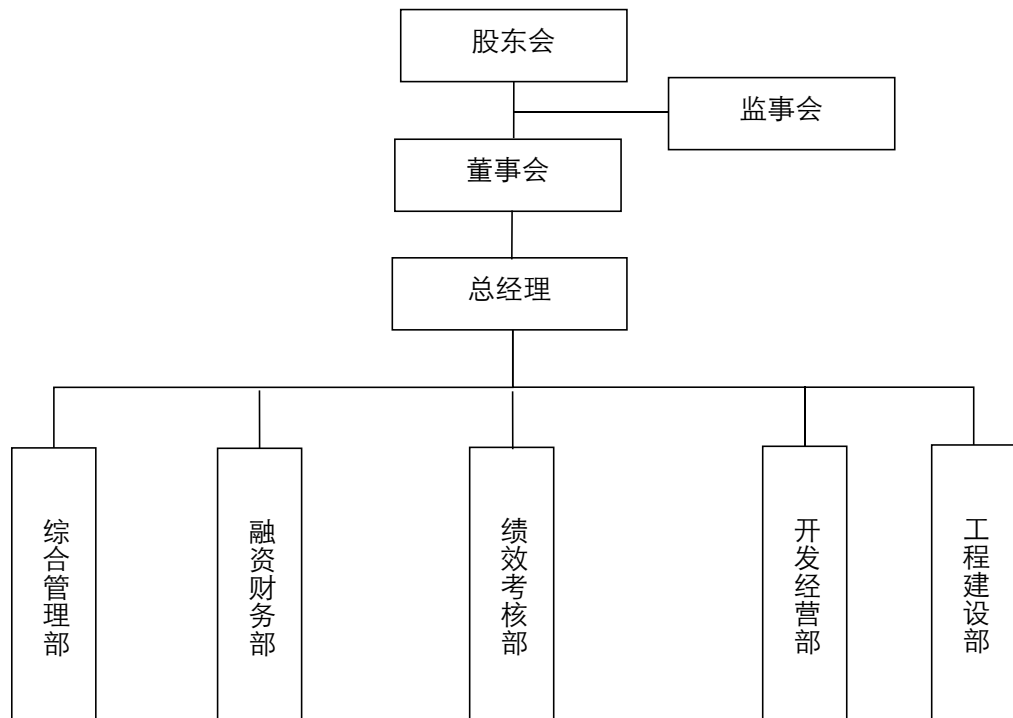 股东会
监事会
董事会
总经理
综合管理部
融资财务部
绩效考核部
开发经营部
工程建设部